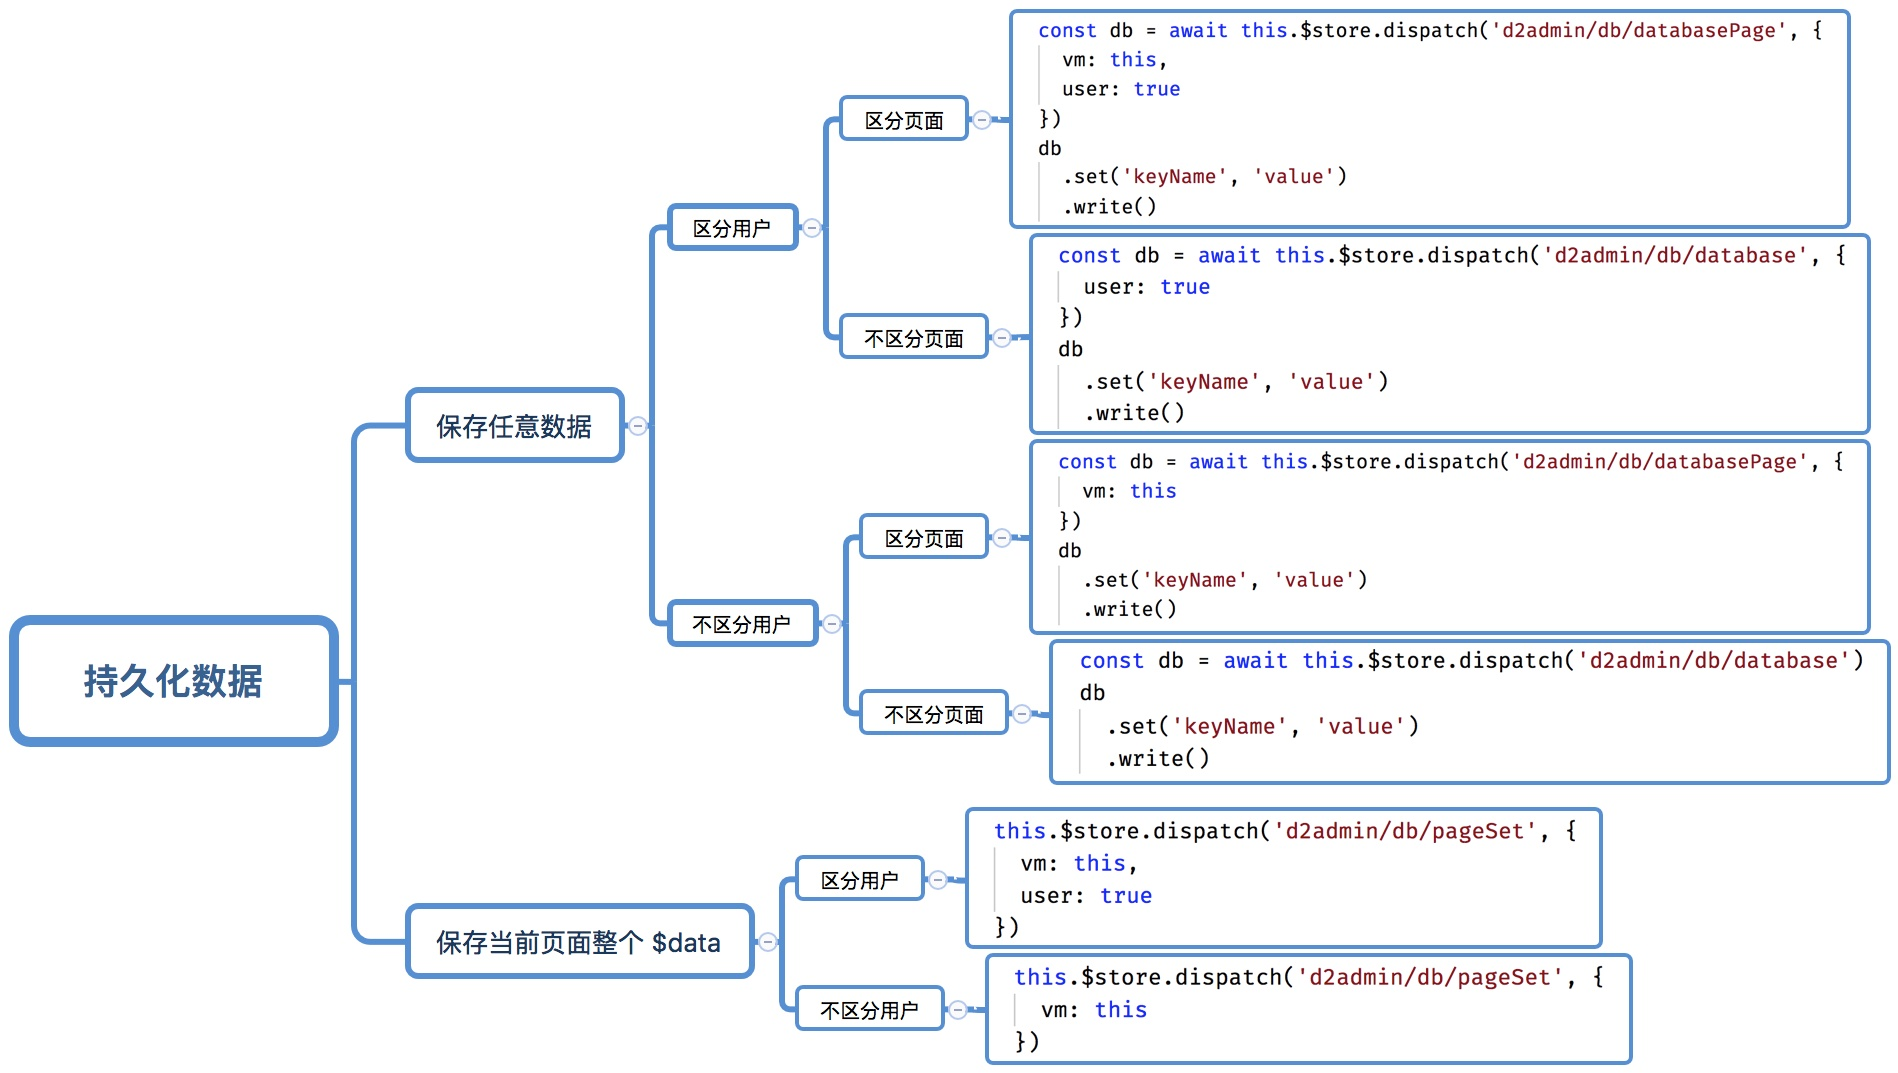 持久化数据
保存任意数据
区分用户
区分页面
const db = await this.$store.dispatch('d2admin/db/databasePage', {
vm: this,
user: true
})
db
.set('keyName', 'value')
.write()
不区分页面
const db = await this.$store.dispatch('d2admin/db/database', {
user: true
})
db
.set('keyName', 'value')
.write()
不区分用户
区分页面
const db = await this.$store.dispatch('d2admin/db/databasePage', {
vm: this
})
db
.set('keyName', 'value')
.write()
不区分页面
const db = await this.$store.dispatch('d2admin/db/database')
db
.set('keyName', 'value')
.write()
保存当前页面整个 $data
区分用户
this.$store.dispatch('d2admin/db/pageSet', {
vm: this,
user: true
})
不区分用户
this.$store.dispatch('d2admin/db/pageSet', {
vm: this
})